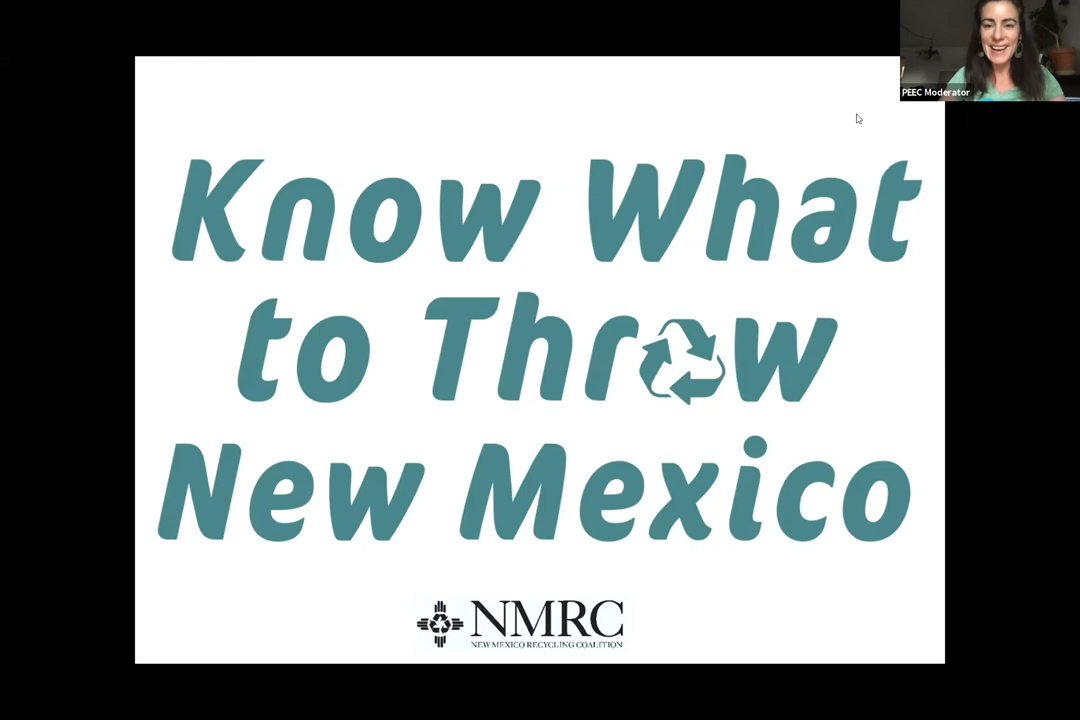 PEEC Moderator
Know What
to Throw
New Mexico
NMRC
NEW MEXICO RECYCLING COALITION